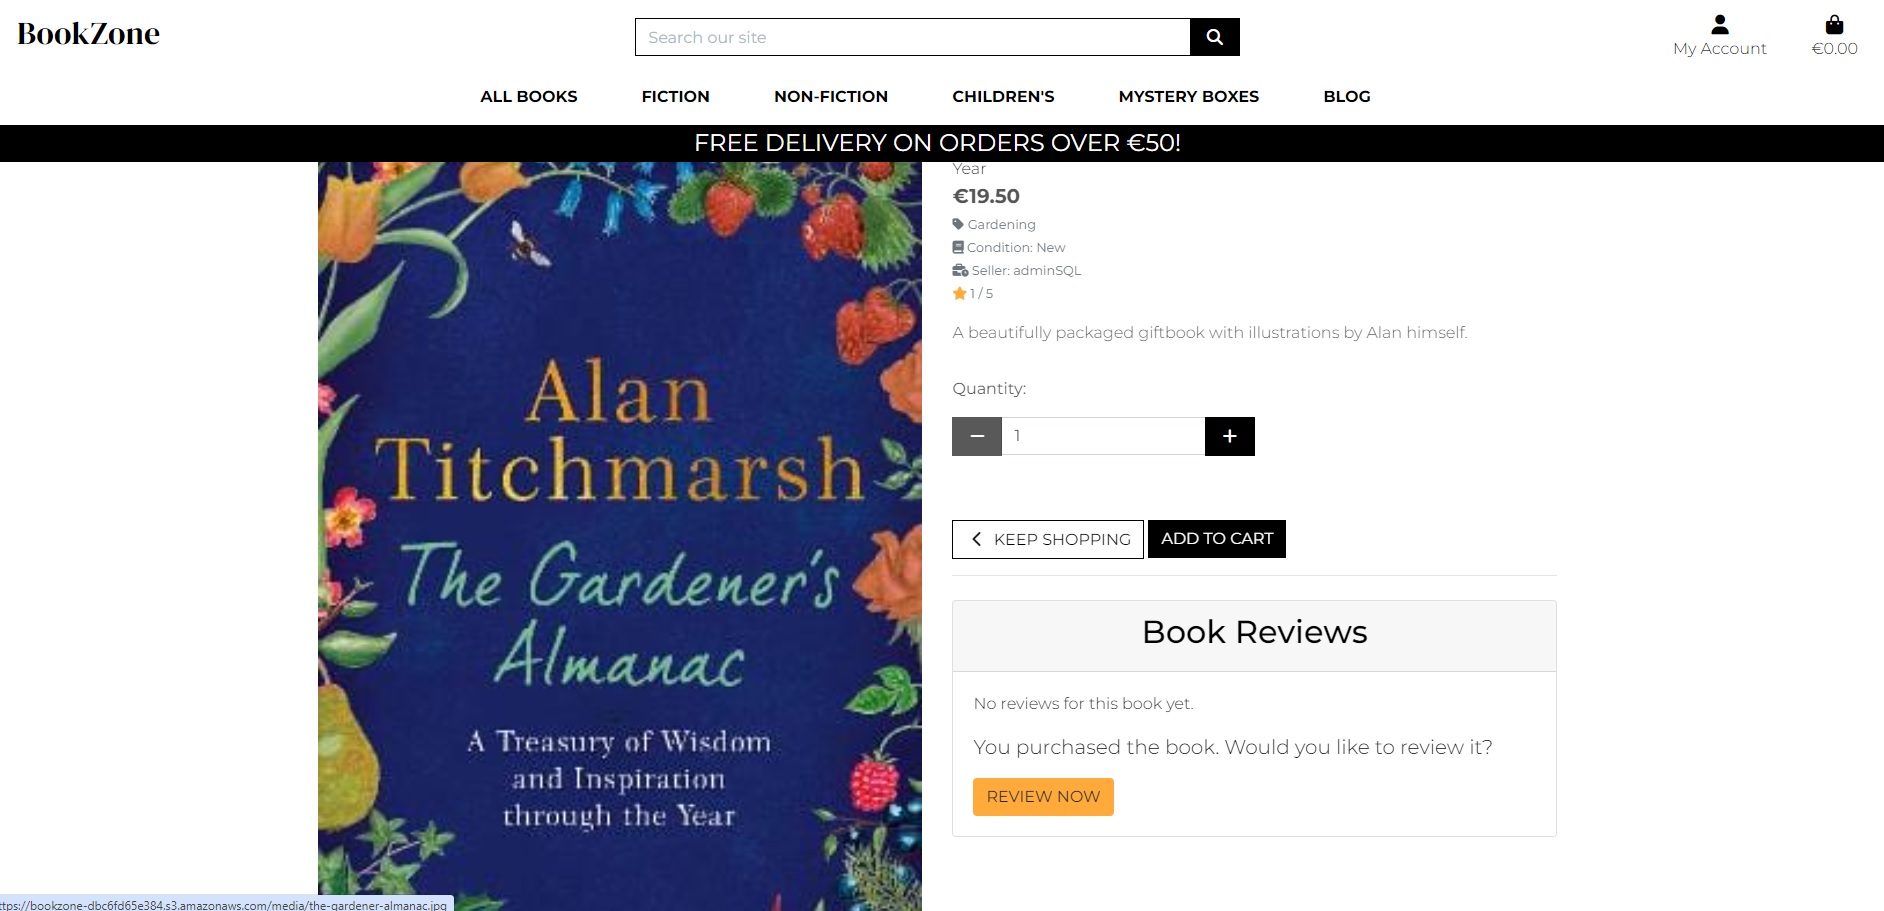 BookZone
Search our site
My Account
€0.00
ALL BOOKS
FICTION
NON-FICTION
CHILDREN'S
MYSTERY BOXES
BLOG
FREE DELIVERY ON ORDERS OVER €50!
Alan
Titchmarsh
The Gardener's
Almanac
A Treasury of Wisdom
and Inspiration
through the Year
Year
€19.50
Gardening
Condition: New
Seller: adminSQL
1 / 5
A beautifully packaged giftbook with illustrations by Alan himself.
Quantity:
1
KEEP SHOPPING
ADD TO CART
Book Reviews
No reviews for this book yet.
You purchased the book. Would you like to review it?
REVIEW NOW
ttps://bookzone-dbc6fd65e384.s3.amazonaws.com/media/the-gardener-almanac.jpg